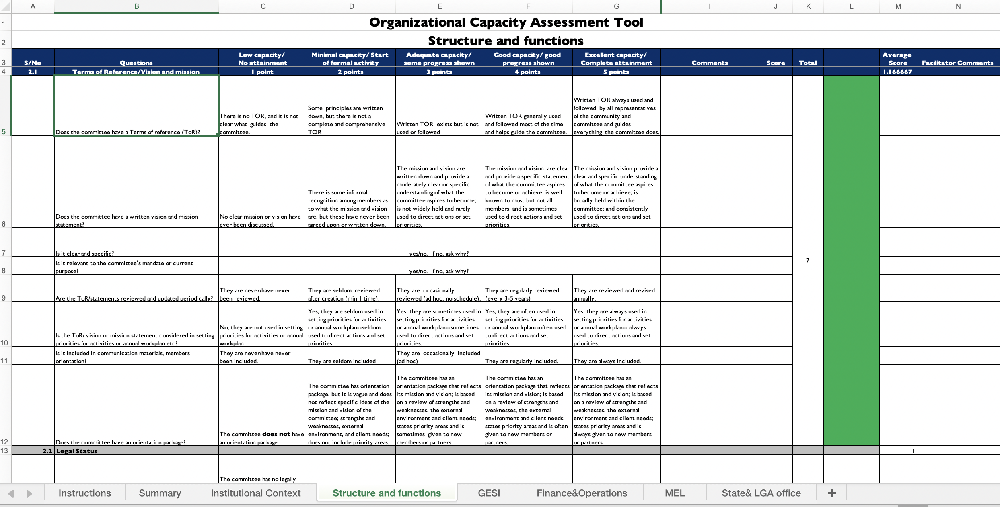 A B C D E F G I J K L M N
1 Organizational Capacity Assessment Tool
2 Structure and functions
3 S/No Questions Low capacity/ No attainment Minimal capacity/ Start of formal activity Adequate capacity/ some progress shown Good capacity/ good progress shown Excellent capacity/ Complete attainment Comments Score Total Average Score Facilitator Comments
4 2.1 Terms of Reference/Vision and mission 1 point 2 points 3 points 4 points 5 points 1.166667
5
Does the committee have a Terms of reference (ToR)?
There is no TOR, and it is not
clear what guides the
committee.
Some principles are written
down, but there is not a
complete and comprehensive
TOR
Written TOR exists but is not
used or followed
Written TOR generally used
and followed most of the time
and helps guide the committee.
Written TOR always used and
followed by all representatives
of the community and
committee and guides
everything the committee does.
1
6
Does the committee have a written vision and mission
statement?
No clear mission or vision have
ever been discussed.
There is some informal
recognition among members as
to what the mission and vision
are, but these have never been
agreed upon or written down.
The mission and vision are
written down and provide a
moderately clear or specific
understanding of what the
committee aspires to become;
is not widely held and rarely
used to direct actions or set
priorities.
The mission and vision are clear
and provide a specific statement
of what the committee aspires
to become or achieve; is well
known to most but not all
members; and is sometimes
used to direct actions and set
priorities.
The mission and vision provide a
clear and specific understanding
of what the committee aspires
to become or achieve; is
broadly held within the
committee; and consistently
used to direct actions and set
priorities.
7
Is it clear and specific?
yes/no. If no, ask why?
1
7
8
Is it relevant to the committee's mandate or current
purpose?
yes/no. If no, ask why?
1
9
Are the ToR/statements reviewed and updated periodically?
They are never/have never
been reviewed.
They are seldom reviewed
after creation (min 1 time).
They are occasionally
reviewed (ad hoc, no schedule).
They are regularly reviewed
(every 3-5 years)
They are reviewed and revised
annually.
1
10
Is the ToR/ vision or mission statement considered in setting
priorities for activities or annual workplan etc?
No, they are not used in setting
priorities for activities or annual
workplan
Yes, they are seldom used in
setting priorities for activities
or annual workplan--seldom
used to direct actions and set
priorities.
Yes, they are sometimes used in
setting priorities for activities
or annual workplan--sometimes
used to direct actions and set
priorities.
Yes, they are often used in
setting priorities for activities
or annual workplan--often used
to direct actions and set
priorities.
Yes, they are always used in
setting priorities for activities
or annual workplan-- always
used to direct actions and set
priorities.
1
11
Is it included in communication materials, members
orientation?
They are never/have never
been included.
They are seldom included
They are occasionally included
(ad hoc)
They are regularly included.
They are always included.
1
12
Does the committee have an orientation package?
The committee does not have
an orientation package.
The committee has orientation
package, but it is vague and does
not reflect specific ideas of the
mission and vision of the
committee; strengths and
weaknesses, external
environment, and client needs;
does not include priority areas.
The committee has an
orientation package that reflects
its mission and vision; is based
on a review of strengths and
weaknesses, the external
environment and client needs;
states priority areas and is
sometimes given to new
members or partners.
The committee has an
orientation package that reflects
its mission and vision; is based
on a review of strengths and
weaknesses, the external
environment and client needs;
states priority areas and is often
given to new members or
partners.
The committee has an
orientation package that reflects
its mission and vision; is based
on a review of strengths and
weaknesses, the external
environment and client needs;
states priority areas and is
always given to new members
or partners.
1
13 2.2 Legal Status 1
The committee has no legally
Instructions Summary Institutional Context Structure and functions GESI Finance&Operations MEL State& LGA office +